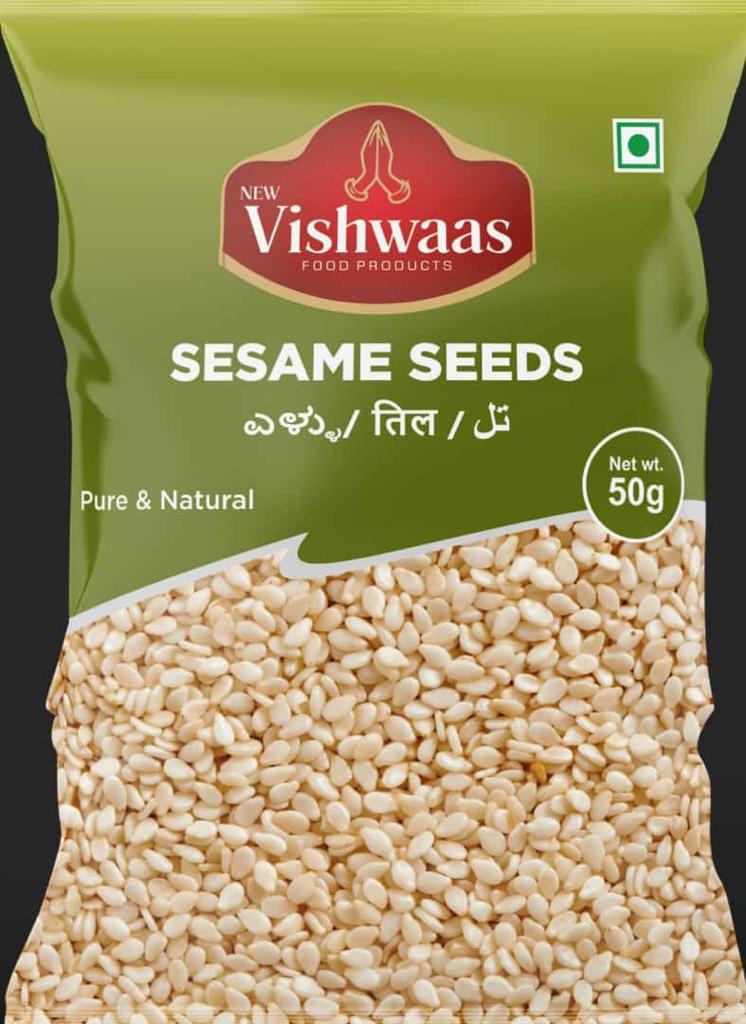 NEW
Vishwaas
FOOD PRODUCTS
SESAME SEEDS
ಎಳ್ಳು / तिल / تل
Pure & Natural
Net wt.
50g